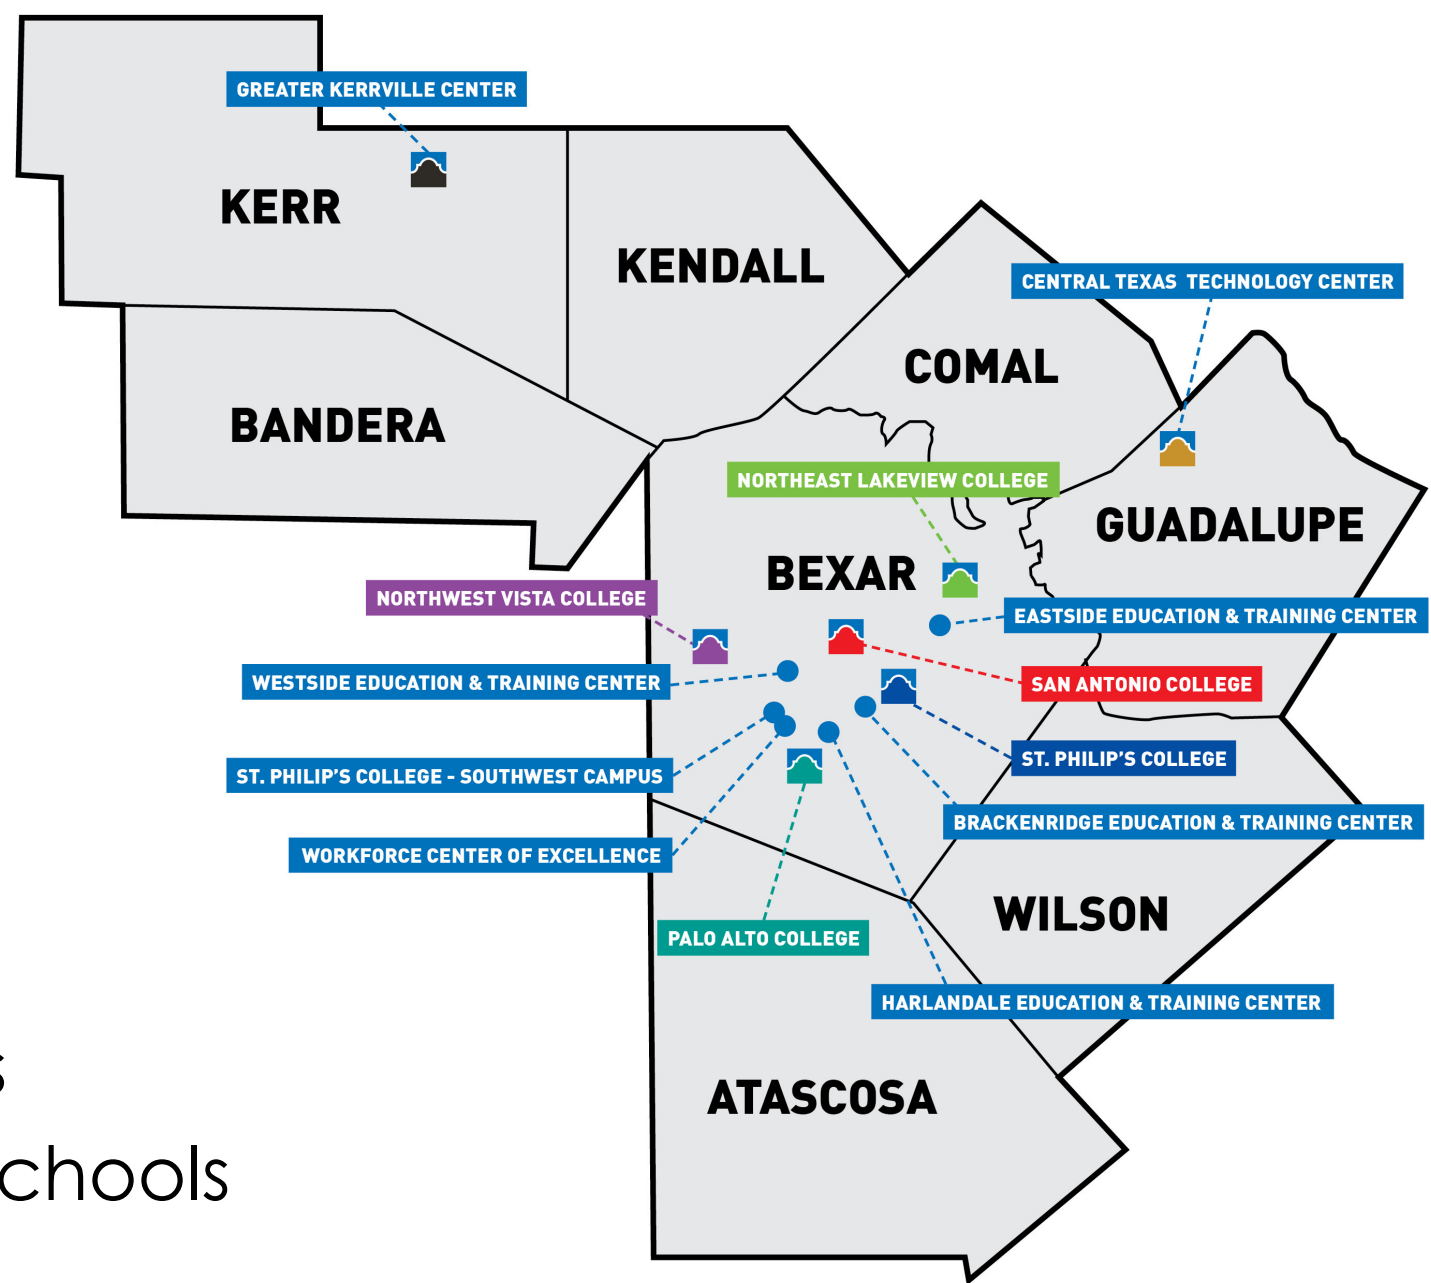 GREATER KERRVILLE CENTER
KERR
KENDALL
CENTRAL TEXAS TECHNOLOGY CENTER
COMAL
BANDERA
NORTHEAST LAKEVIEW COLLEGE
GUADALUPE
BEXAR
NORTHWEST VISTA COLLEGE
EASTSIDE EDUCATION & TRAINING CENTER
WESTSIDE EDUCATION & TRAINING CENTER
SAN ANTONIO COLLEGE
ST. PHILIP'S COLLEGE
ST. PHILIP'S COLLEGE - SOUTHWEST CAMPUS
BRACKENRIDGE EDUCATION & TRAINING CENTER
WORKFORCE CENTER OF EXCELLENCE
WILSON
PALO ALTO COLLEGE
HARLANDALE EDUCATION & TRAINING CENTER
s
ATASCOSA
chools